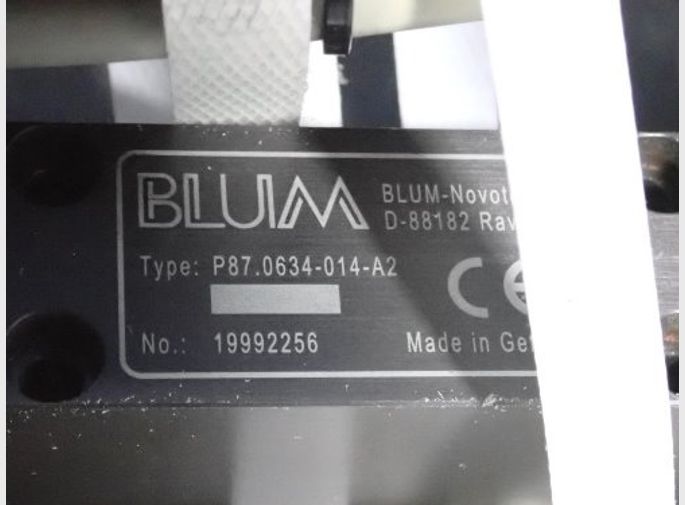 BLUM
BLUM-Novot
D-88182 Rav
Type: P87.0634-014-A2
CE
No.: 19992256
Made in Ge